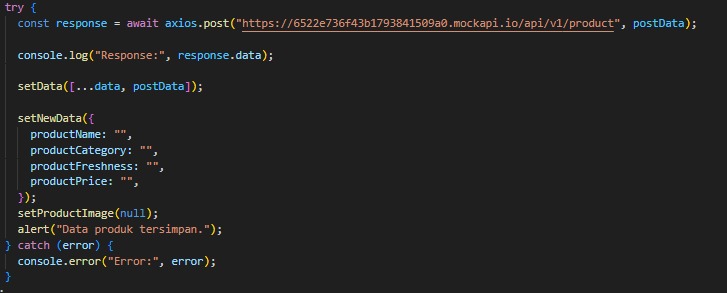 try {
const response = await axios.post("https://6522e736f43b1793841509a0.mockapi.io/api/v1/product", postData);
console.log("Response:", response.data);
setData([...data, postData]);
setNewData({
productName: "",
productCategory: "",
productFreshness: "",
productPrice: "",
});
setProductImage(null);
alert("Data produk tersimpan.");
} catch (error) {
console.error("Error:", error);
}